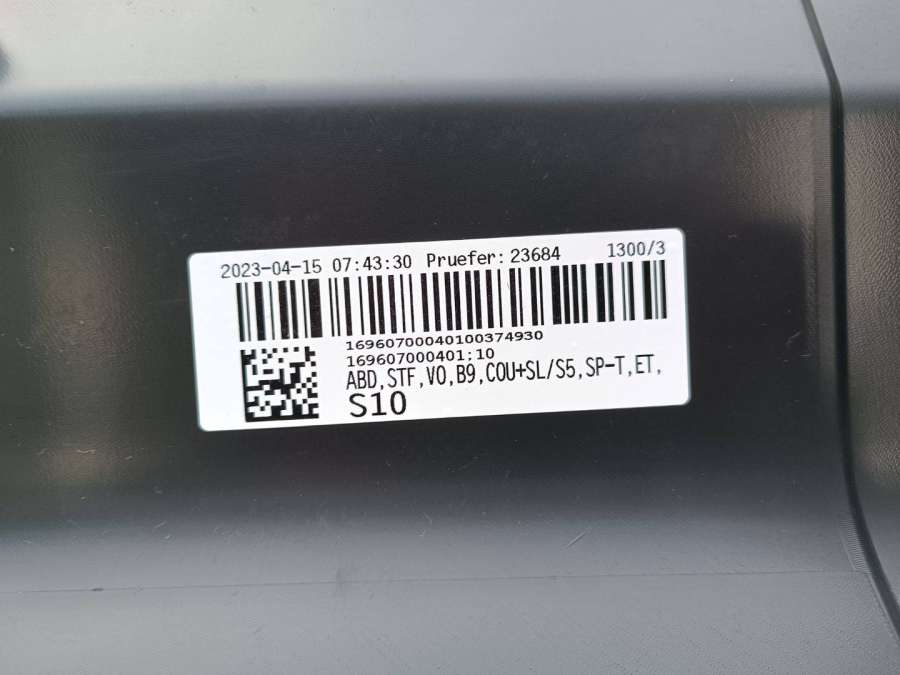 2023-04-15 07:43:30 Pruefer:23684 1300/3
16960700040100374930
169607000401;10
ABD,STF,VO,B9,COU+SL/S5,SP-T,ET,
S10